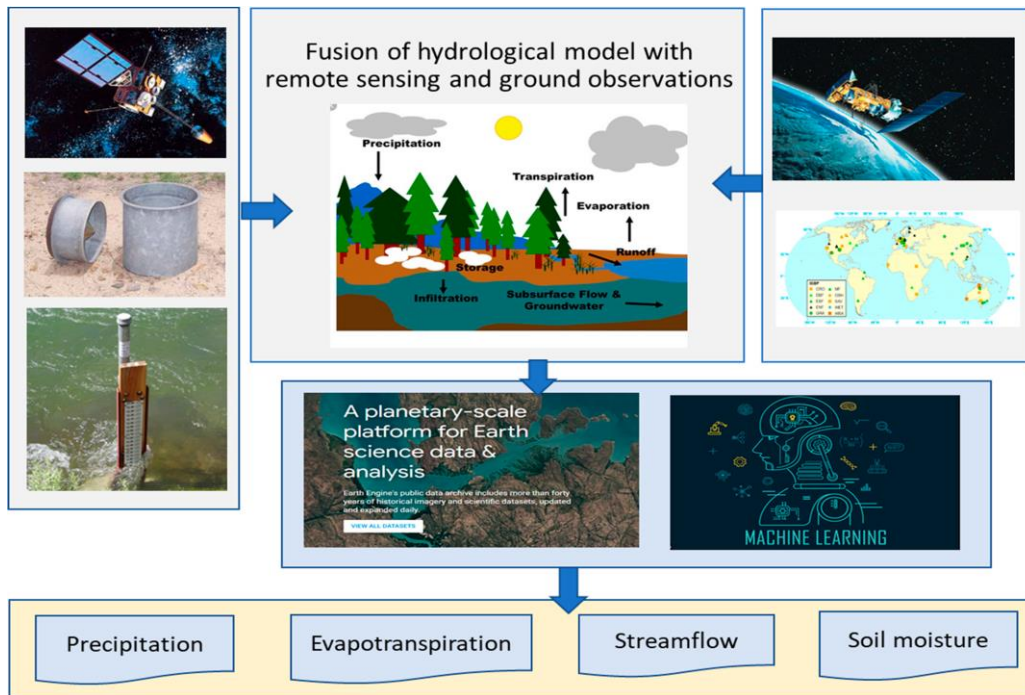 Fusion of hydrological model with
remote sensing and ground observations
Precipitation
Transpiration
Evaporation
Runoff
Storage
Infiltration
Subsurface Flow &
Groundwater
A planetary-scale
platform for Earth
science data &
analysis
Earth Engine's public data archive includes more than forty
years of historical imagery and scientific datasets, updated
and expanded daily.
VIEW ALL DATASETS
MACHINE LEARNING
Precipitation
Evapotranspiration
Streamflow
Soil moisture